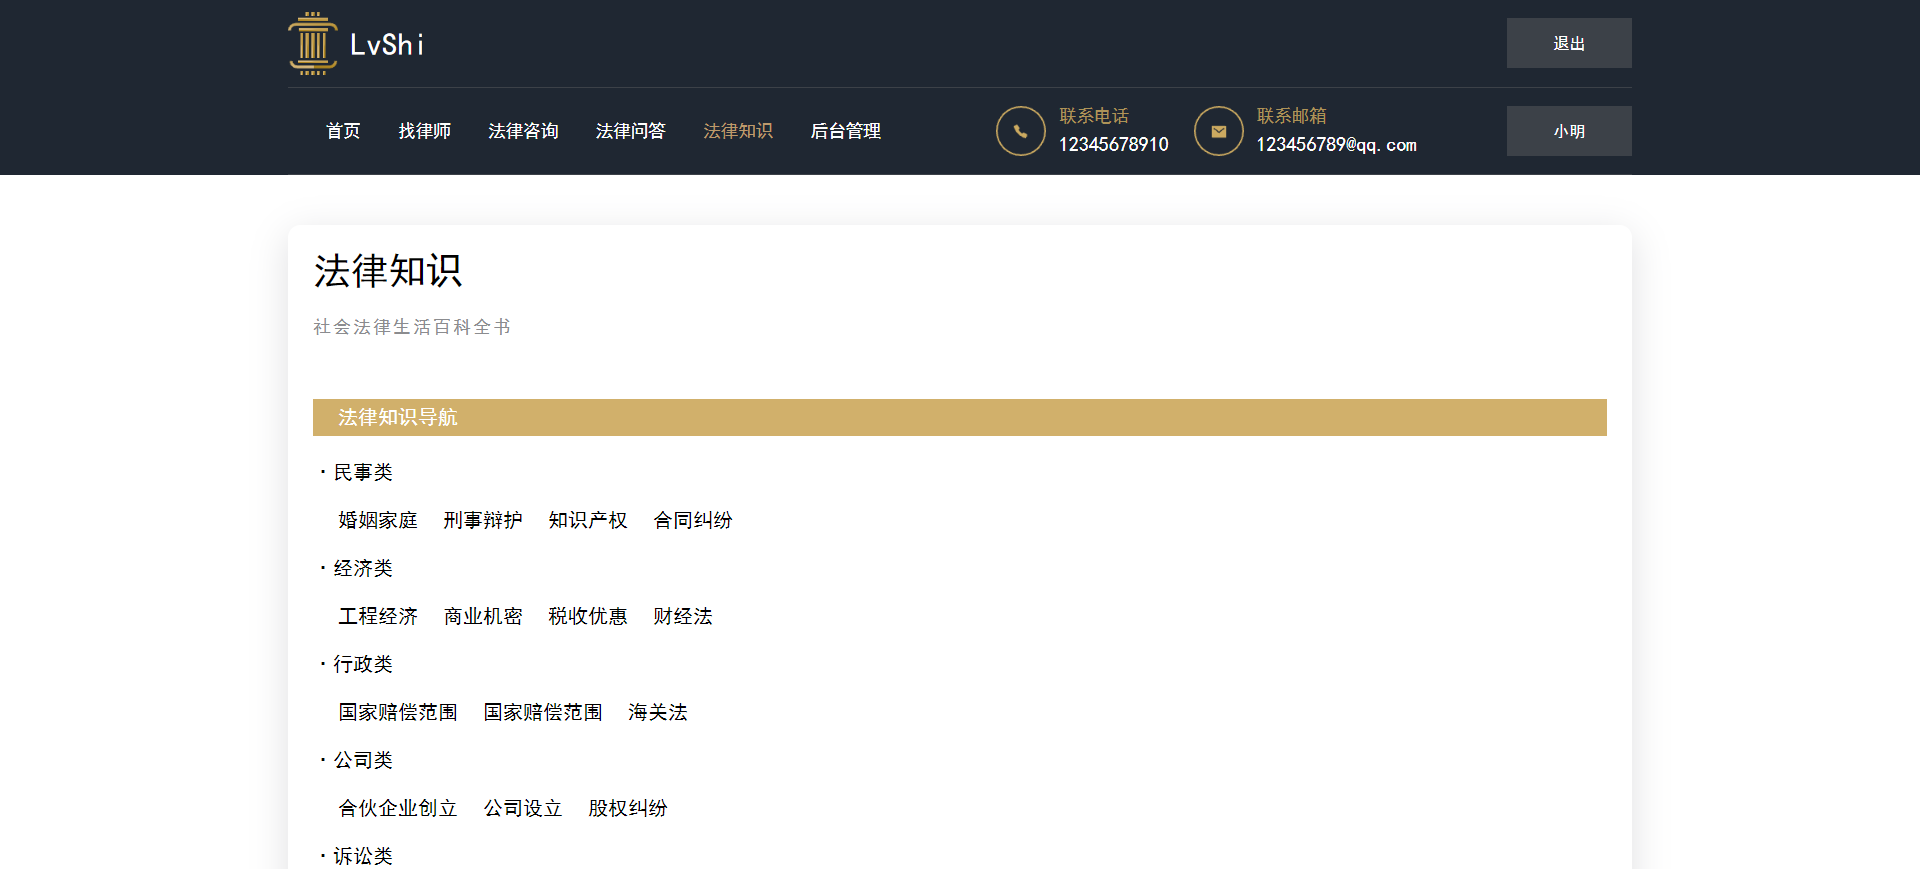 LvShi
退出
首页 找律师 法律咨询 法律问答 法律知识 后台管理
联系电话
12345678910
联系邮箱
123456789@qq.com
小明
法律知识
社会法律生活百科全书
法律知识导航
· 民事类
婚姻家庭 刑事辩护 知识产权 合同纠纷
· 经济类
工程经济 商业机密 税收优惠 财经法
· 行政类
国家赔偿范围 国家赔偿范围 海关法
· 公司类
合伙企业创立 公司设立 股权纠纷
· 诉讼类